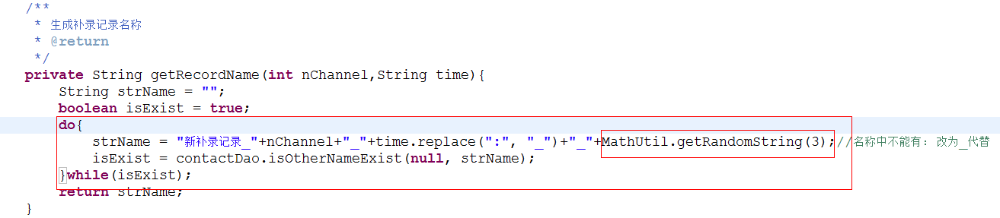 /**
 * 生成补录记录名称
 * @return
 */
private String getRecordName(int nChannel,String time){
    String strName = "";
    boolean isExist = true;
    do{
        strName = "新补录记录_"+nChannel+"_"+time.replace(":", "_")+"_"+MathUtil.getRandomString(3);//名称中不能有: 改为_代替
        isExist = contactDao.isOtherNameExist(null, strName);
    }while(isExist);
    return strName;
}